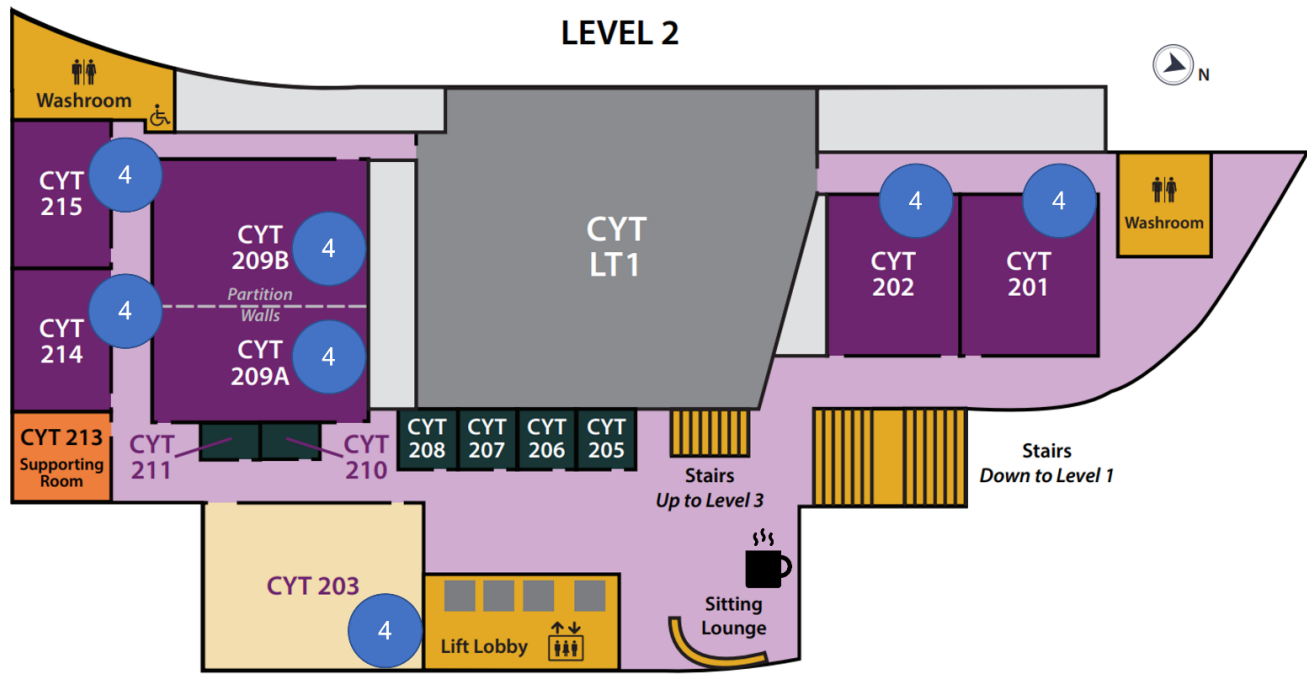 LEVEL 2
N
Washroom
CYT
215
4
CYT
209B
4
Partition
Walls
CYT
214
4
CYT
209A
4
CYT
LT1
4
4
CYT
202
CYT
201
Washroom
CYT 213
Supporting
Room
CYT
211
CYT
210
CYT
208
CYT
207
CYT
206
CYT
205
Stairs
Up to Level 3
Stairs
Down to Level 1
CYT 203
4
Lift Lobby
Sitting
Lounge